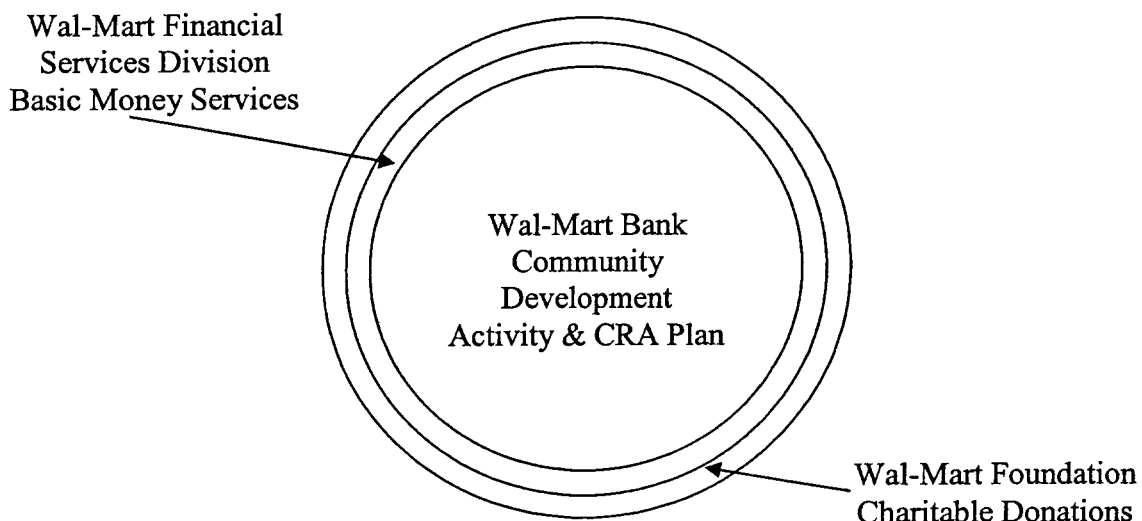 Wal-Mart Financial
Services Division
Basic Money Services
Wal-Mart Bank
Community
Development
Activity & CRA Plan
Wal-Mart Foundation
Charitable Donations